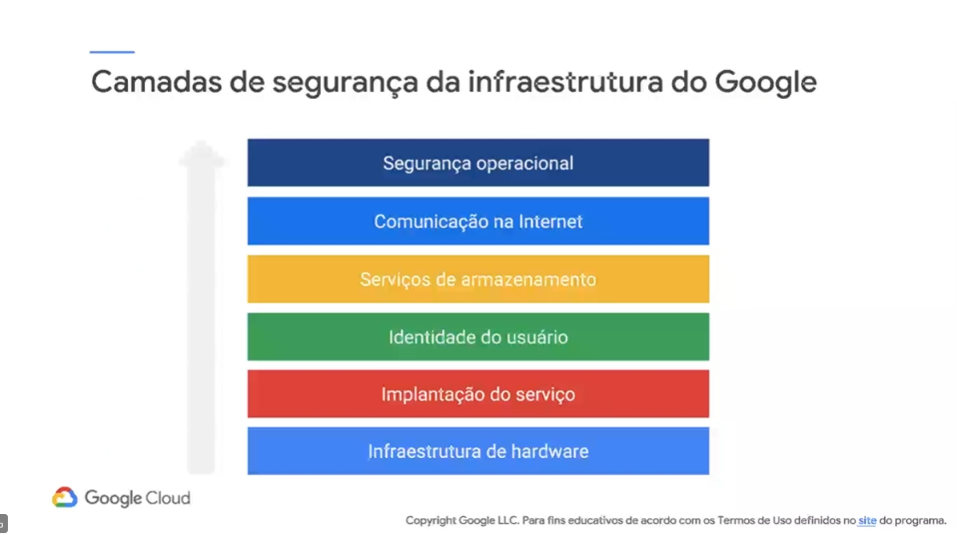 Camadas de segurança da infraestrutura do Google
Segurança operacional
Comunicação na Internet
Serviços de armazenamento
Identidade do usuário
Implantação do serviço
Infraestrutura de hardware
Google Cloud
Copyright Google LLC. Para fins educativos de acordo com os Termos de Uso definidos no site do programa.